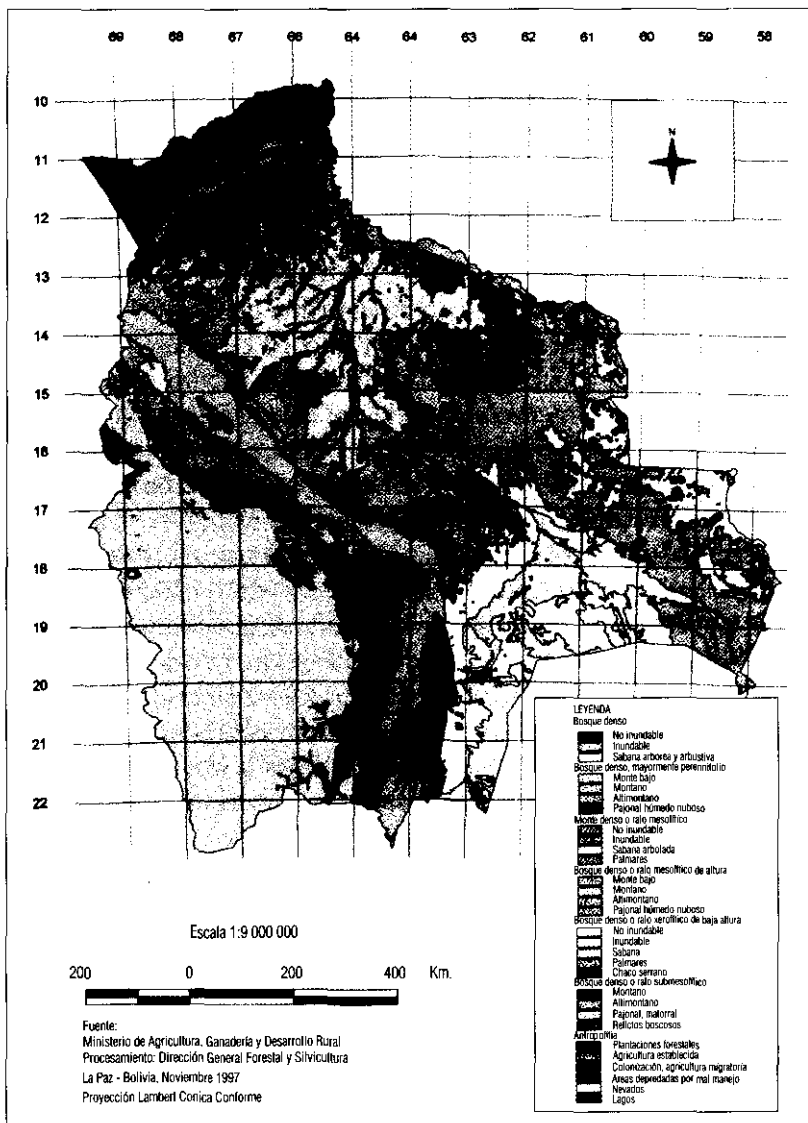 69 68 67 66 64 64 63 62 61 60 59 58
N
10
11
12
13
14
15
16
17
18
19
20
21
22
LEYENDA
Bosque denso
No inundable
Inundable
Sabana arborea y arbustiva
Bosque denso, mayormente perennifolio
Monte bajo
Montano
Altimontano
Pajonal húmedo nuboso
Monte denso o ralo mesofítico
No inundable
Inundable
Sabana arbolada
Palmares
Bosque denso o ralo mesofítico de altura
Monte bajo
Montano
Altimontano
Pajonal húmedo nuboso
Bosque denso o ralo xerofítico de baja altura
No inundable
Inundable
Sabana
Palmares
Chaco serrano
Bosque denso o ralo submesofítico
Montano
Altimontano
Pajonal, matorral
Relictos boscosos
Antropofitia
Plantaciones forestales
Agricultura establecida
Colonización, agricultura migratoria
Areas depredadas por mal manejo
Nevados
Lagos
Escala 1:9 000 000
200 0 200 400 Km.
Fuente:
Ministerio de Agricultura, Ganadería y Desarrollo Rural
Procesamiento: Dirección General Forestal y Silvicultura
La Paz - Bolivia, Noviembre 1997
Proyección Lambert Conica Conforme